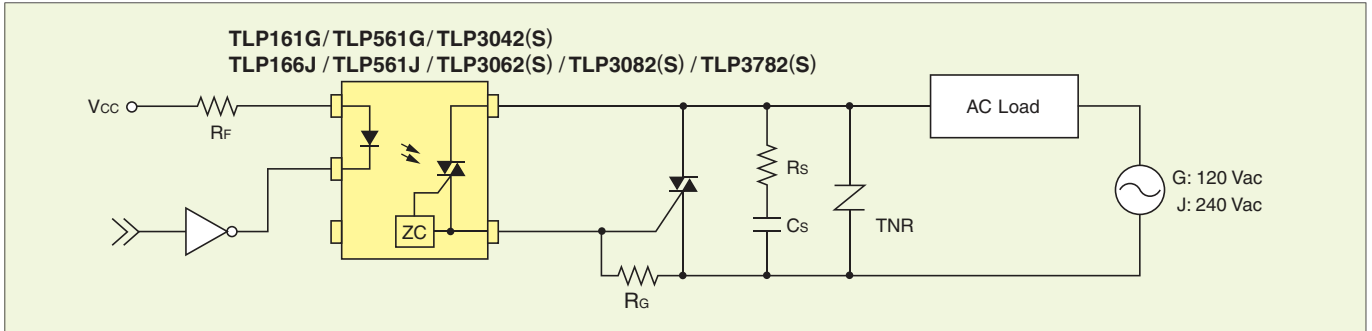 TLP161G/TLP561G/TLP3042(S)
TLP166J / TLP561J / TLP3062(S) / TLP3082(S) / TLP3782(S)
VCC
RF
ZC
RG
RS
CS
TNR
AC Load
G: 120 Vac
J: 240 Vac